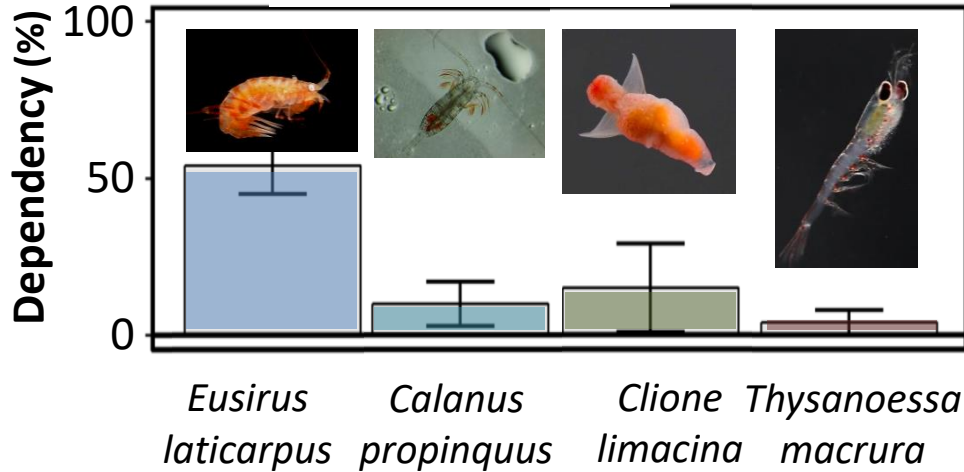 Dependency (%)
100
50
0
Eusirus
laticarpus
Calanus
propinquus
Clione
limacina
Thysanoessa
macrura